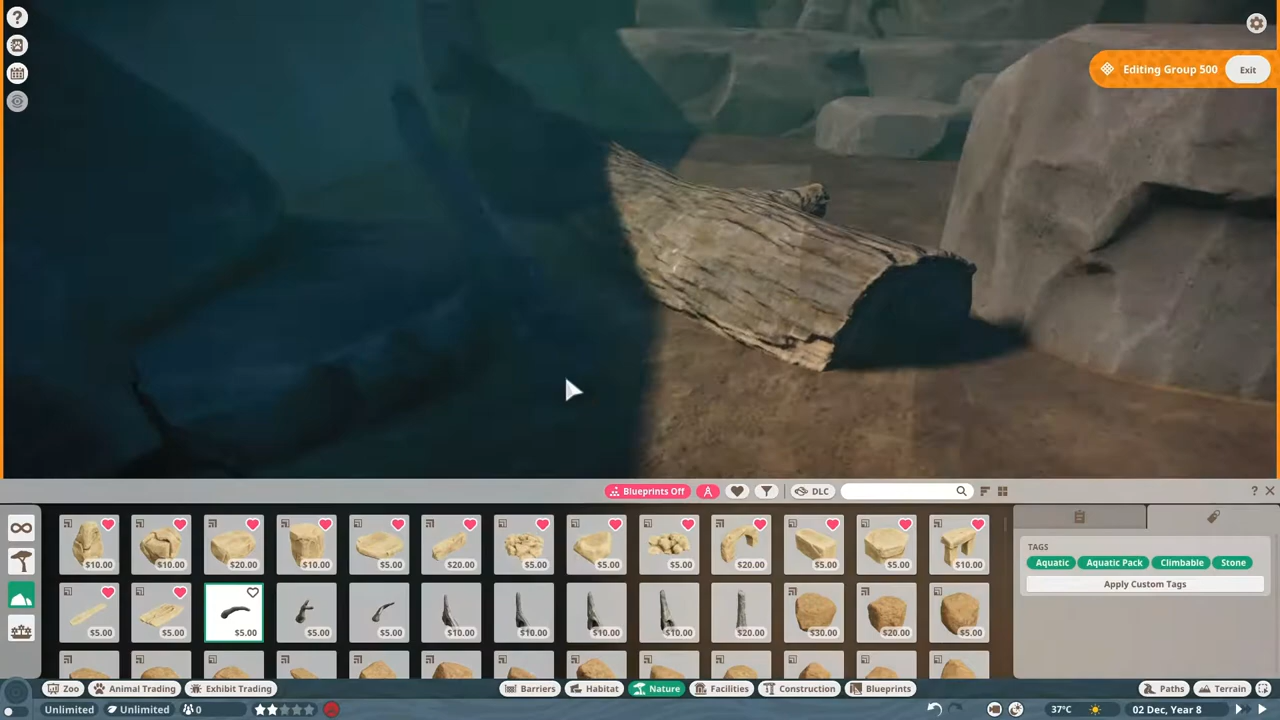 ?
Editing Group 500 Exit
Blueprints Off DLC ? ×
$10.00 $10.00 $20.00 $10.00 $5.00 $20.00 $5.00 $5.00 $5.00 $20.00 $5.00 $5.00 $10.00
TAGS
Aquatic Aquatic Pack Climbable Stone
Apply Custom Tags
$5.00 $5.00 $5.00 $5.00 $5.00 $10.00 $10.00 $10.00 $10.00 $20.00 $30.00 $20.00 $5.00
Zoo Animal Trading Exhibit Trading Barriers Habitat Nature Facilities Construction Blueprints Paths Terrain
Unlimited Unlimited 0 37°C 02 Dec, Year 8